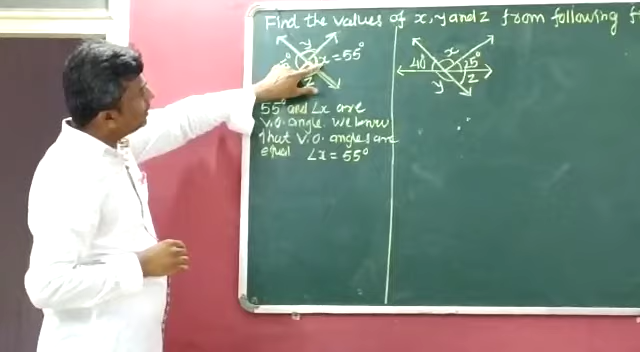 Find the values of x, y and z from following
y
x = 55°
z
55° and ∠x are
V.O. angle. We know
that V.O. angles are
equal ∠x = 55°
x
40° 25°
y z